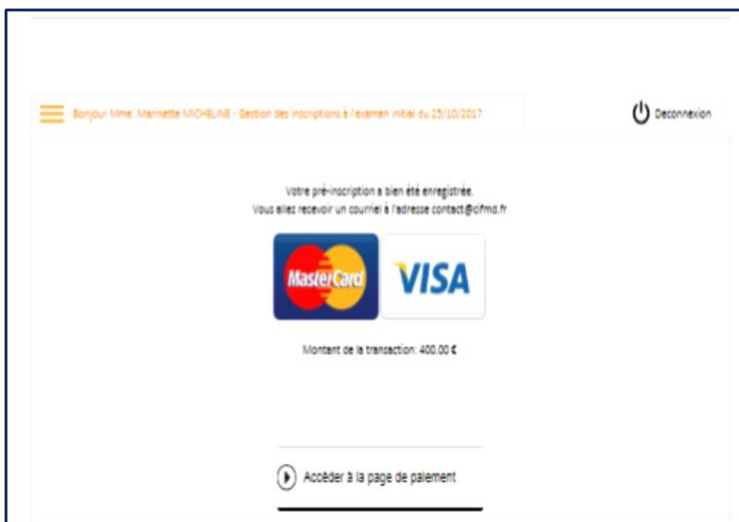 Bonjour Mme. Marinette MICHELINE - Gestion des inscriptions à l'examen initial du 25/10/2017
Deconnexion
Votre pré-inscription a bien été enregistrée.
Vous allez recevoir un courriel à l'adresse contact@cifmd.fr
MasterCard
VISA
Montant de la transaction: 400.00 €
Accéder à la page de paiement